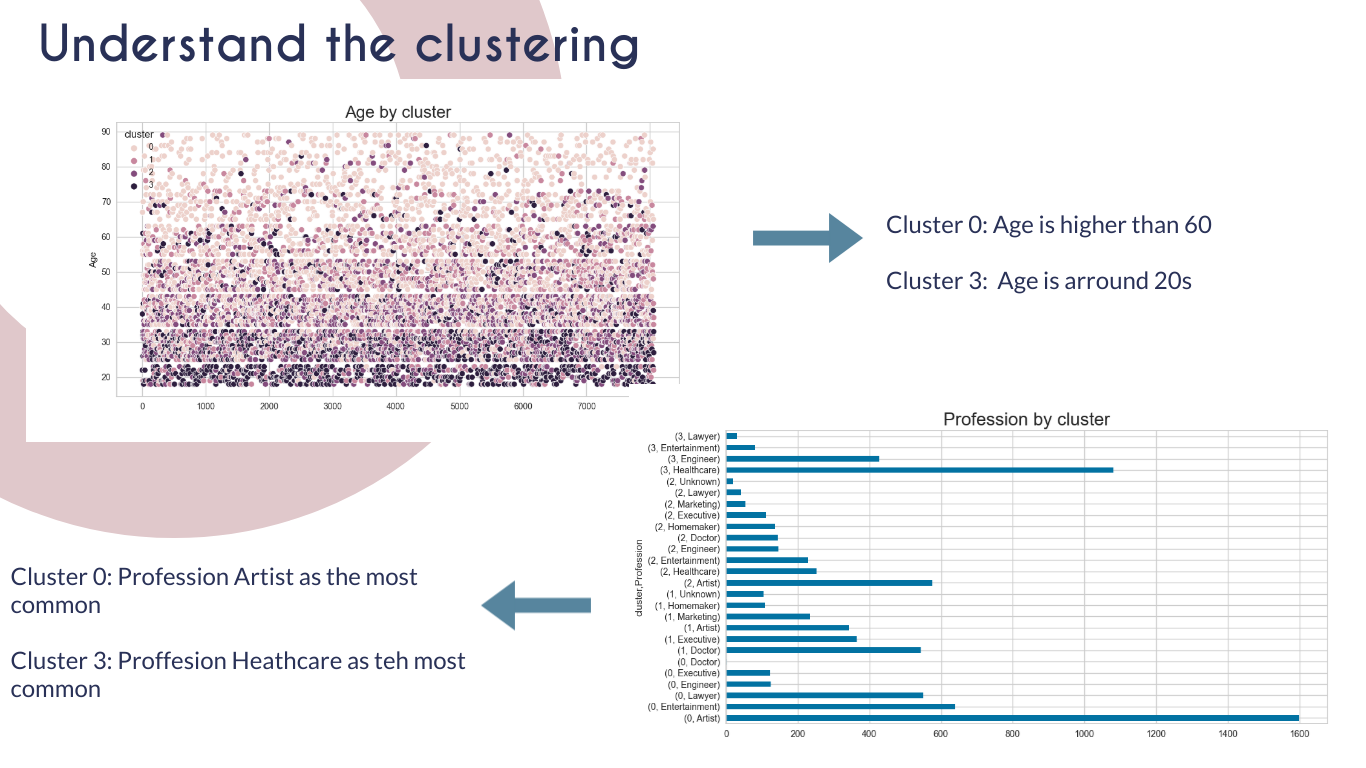 Understand the clustering
Age by cluster
cluster
0
1
2
3
90
80
70
60
50
40
30
20
Age
0 1000 2000 3000 4000 5000 6000 7000
Cluster 0: Age is higher than 60
Cluster 3: Age is arround 20s
Profession by cluster
cluster,Profession
(3, Lawyer)
(3, Entertainment)
(3, Engineer)
(3, Healthcare)
(2, Unknown)
(2, Lawyer)
(2, Marketing)
(2, Executive)
(2, Homemaker)
(2, Doctor)
(2, Engineer)
(2, Entertainment)
(2, Healthcare)
(2, Artist)
(1, Unknown)
(1, Homemaker)
(1, Marketing)
(1, Artist)
(1, Executive)
(1, Doctor)
(0, Doctor)
(0, Executive)
(0, Engineer)
(0, Lawyer)
(0, Entertainment)
(0, Artist)
0 200 400 600 800 1000 1200 1400 1600
Cluster 0: Profession Artist as the most
common
Cluster 3: Proffesion Heathcare as teh most
common